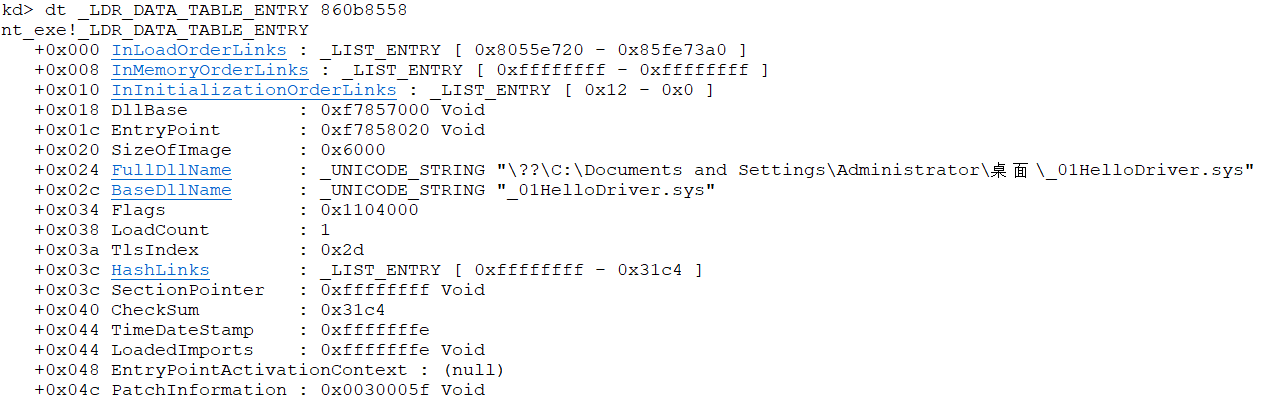 kd> dt _LDR_DATA_TABLE_ENTRY 860b8558
nt_exe!_LDR_DATA_TABLE_ENTRY
   +0x000 InLoadOrderLinks : _LIST_ENTRY [ 0x8055e720 - 0x85fe73a0 ]
   +0x008 InMemoryOrderLinks : _LIST_ENTRY [ 0xffffffff - 0xffffffff ]
   +0x010 InInitializationOrderLinks : _LIST_ENTRY [ 0x12 - 0x0 ]
   +0x018 DllBase          : 0xf7857000 Void
   +0x01c EntryPoint       : 0xf7858020 Void
   +0x020 SizeOfImage      : 0x6000
   +0x024 FullDllName      : _UNICODE_STRING "\??\C:\Documents and Settings\Administrator\桌面\_01HelloDriver.sys"
   +0x02c BaseDllName      : _UNICODE_STRING "_01HelloDriver.sys"
   +0x034 Flags            : 0x1104000
   +0x038 LoadCount        : 1
   +0x03a TlsIndex         : 0x2d
   +0x03c HashLinks        : _LIST_ENTRY [ 0xffffffff - 0x31c4 ]
   +0x03c SectionPointer   : 0xffffffff Void
   +0x040 CheckSum         : 0x31c4
   +0x044 TimeDateStamp    : 0xfffffffe
   +0x044 LoadedImports    : 0xfffffffe Void
   +0x048 EntryPointActivationContext : (null)
   +0x04c PatchInformation : 0x0030005f Void